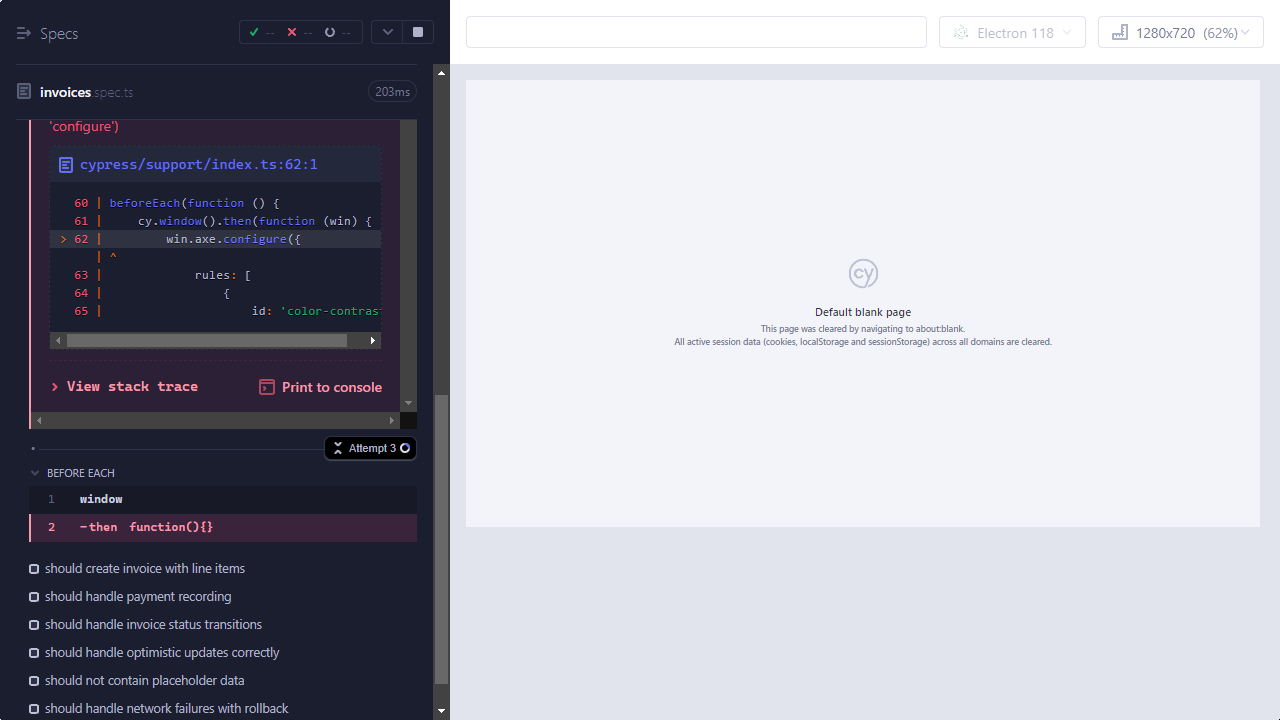 Specs
-- -- --
Electron 118
1280x720 (62%)
invoices.spec.ts
203ms
'configure')
cypress/support/index.ts:62:1
60 | beforeEach(function () {
61 | cy.window().then(function (win) {
> 62 | win.axe.configure({
| ^
63 | rules: [
64 | {
65 | id: 'color-contras
View stack trace
Print to console
Attempt 3
BEFORE EACH
1 window
2 -then function(){}
should create invoice with line items
should handle payment recording
should handle invoice status transitions
should handle optimistic updates correctly
should not contain placeholder data
should handle network failures with rollback
cy
Default blank page
This page was cleared by navigating to about:blank.
All active session data (cookies, localStorage and sessionStorage) across all domains are cleared.